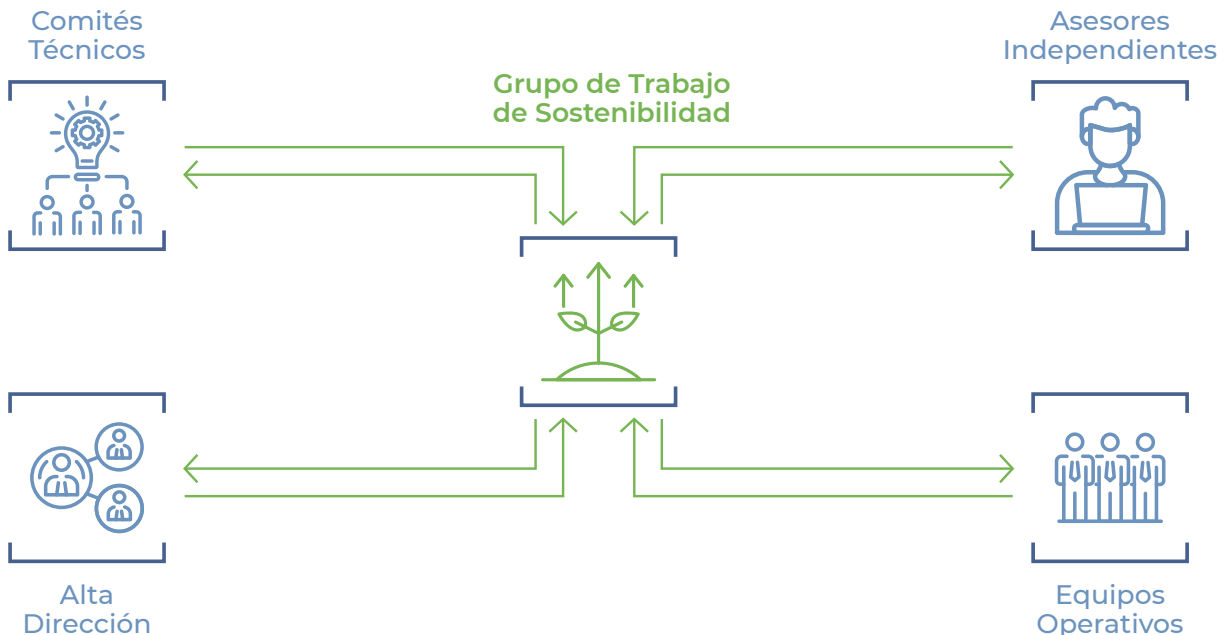 Comités
Técnicos
Asesores
Independientes
Grupo de Trabajo
de Sostenibilidad
Alta
Dirección
Equipos
Operativos